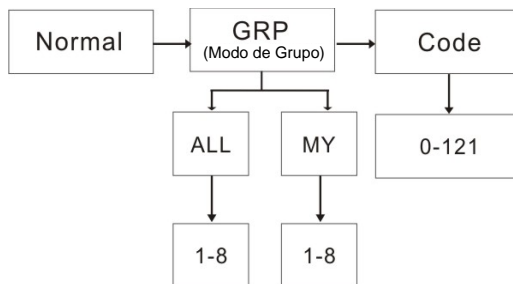 Normal
GRP
(Modo de Grupo)
Code
ALL
MY
0-121
1-8
1-8